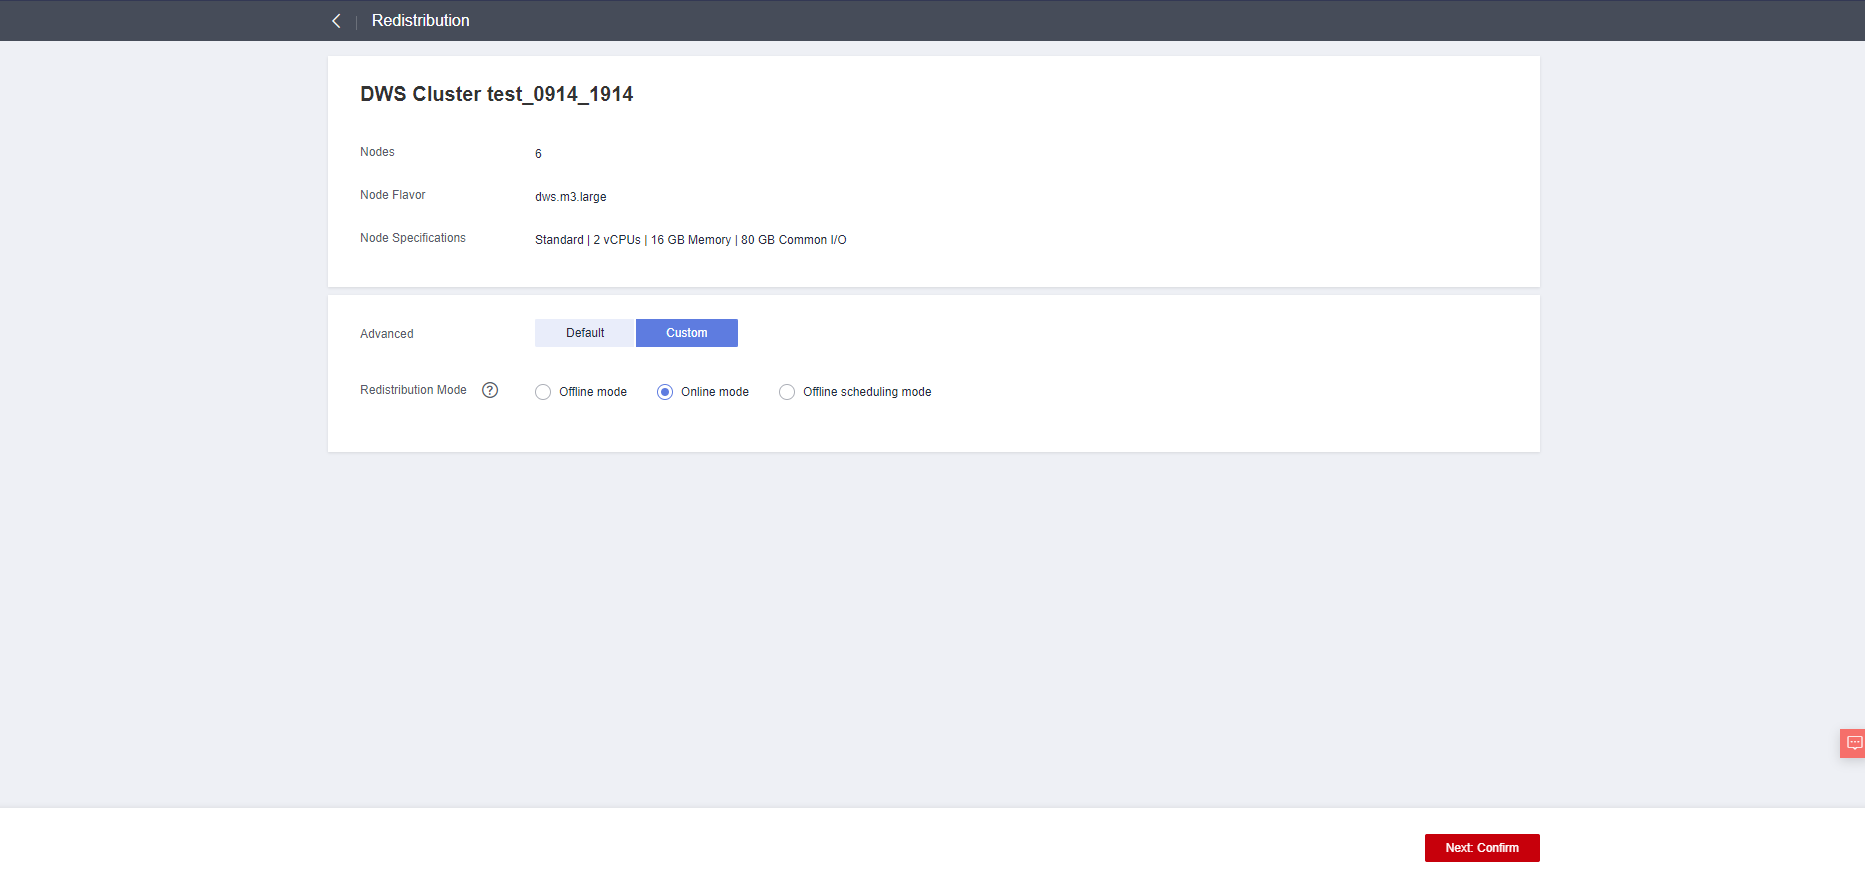 Redistribution
DWS Cluster test_0914_1914
Nodes 6
Node Flavor dws.m3.large
Node Specifications Standard | 2 vCPUs | 16 GB Memory | 80 GB Common I/O
Advanced Default Custom
Redistribution Mode ? Offline mode Online mode Offline scheduling mode
Next: Confirm